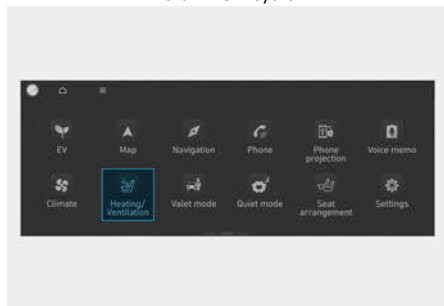 EV
Map
Navigation
Phone
Phone
projection
Voice memo
Climate
Heating/
Ventilation
Valet mode
Quiet mode
Seat
arrangement
Settings